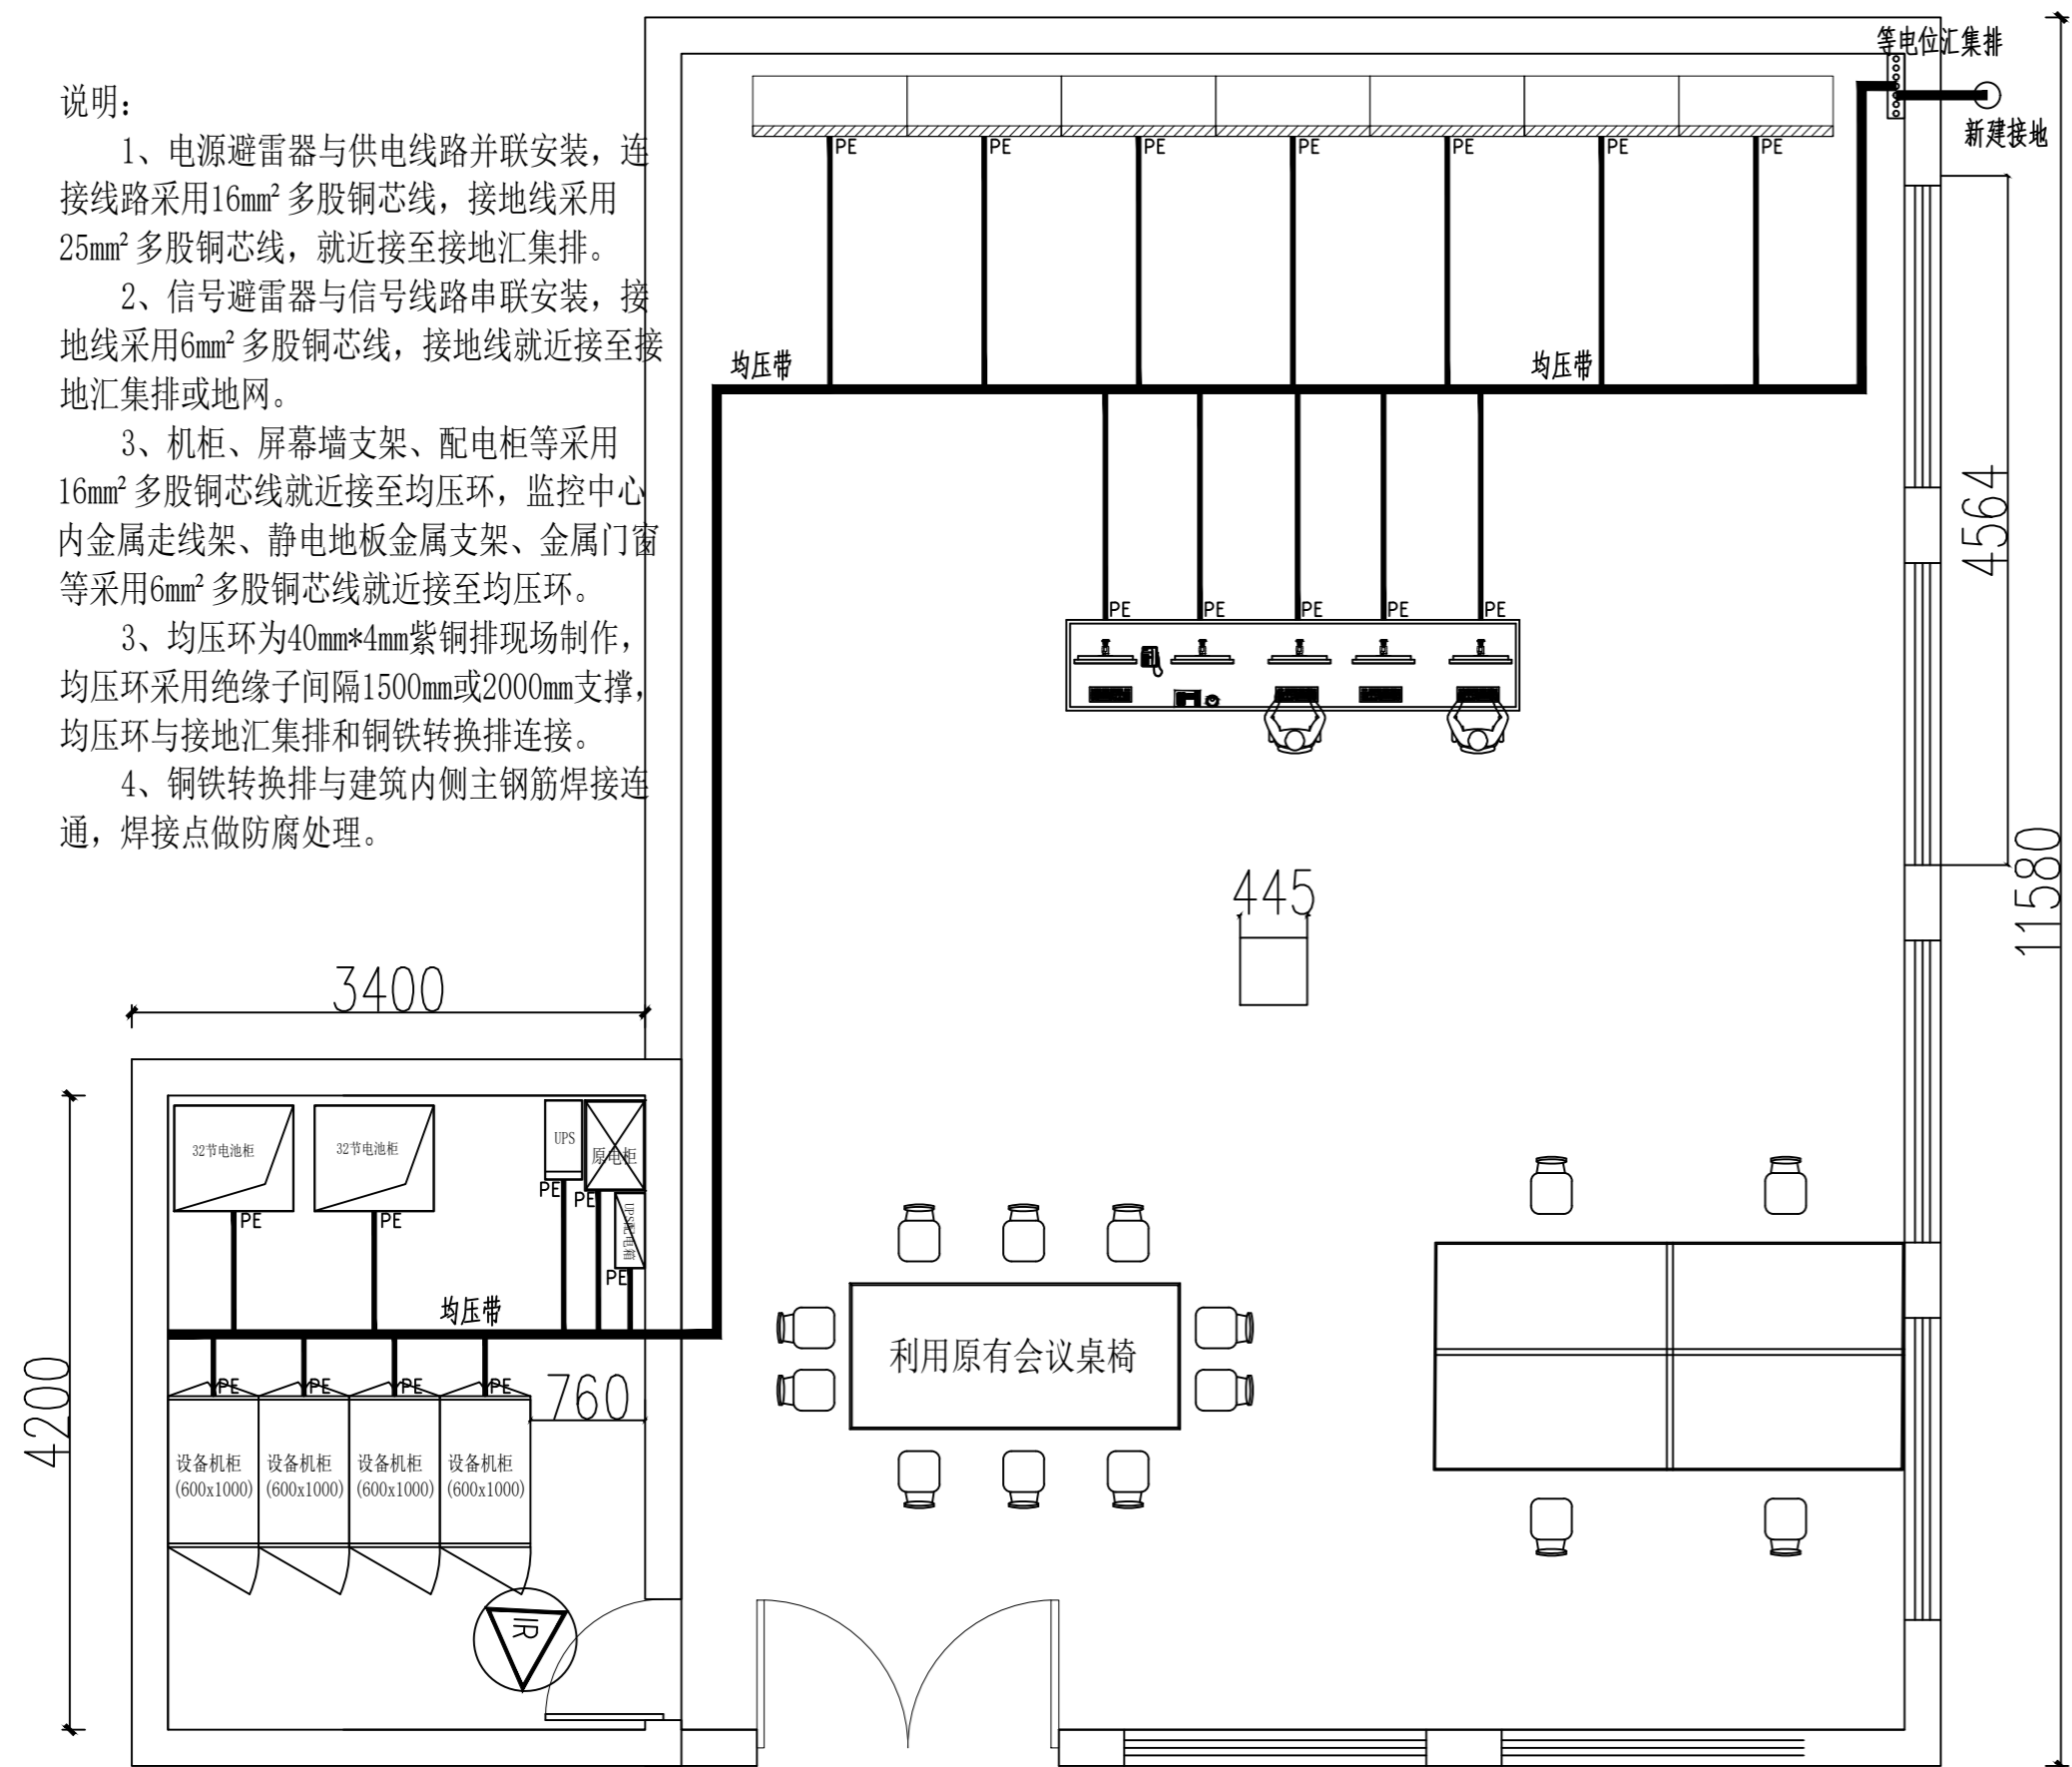 说明:
1、电源避雷器与供电线路并联安装，连
接线路采用16mm²多股铜芯线，接地线采用
25mm²多股铜芯线，就近接至接地汇集排。
2、信号避雷器与信号线路串联安装，接
地线采用6mm²多股铜芯线，接地线就近接至接
地汇集排或地网。
3、机柜、屏幕墙支架、配电柜等采用
16mm²多股铜芯线就近接至均压环，监控中心
内金属走线架、静电地板金属支架、金属门窗
等采用6mm²多股铜芯线就近接至均压环。
3、均压环为40mm*4mm紫铜排现场制作，
均压环采用绝缘子间隔1500mm或2000mm支撑，
均压环与接地汇集排和铜铁转换排连接。
4、铜铁转换排与建筑内侧主钢筋焊接连
通，焊接点做防腐处理。
等电位汇集排
新建接地
PE PE PE PE PE PE PE
均压带 均压带
4564
PE PE PE PE PE
11580
445
3400
32节电池柜 32节电池柜 UPS 原电柜
PE PE PE PE
UPS配电箱
PE
均压带
4200
PE PE PE PE
760
设备机柜 设备机柜 设备机柜 设备机柜
(600x1000) (600x1000) (600x1000) (600x1000)
IR
利用原有会议桌椅